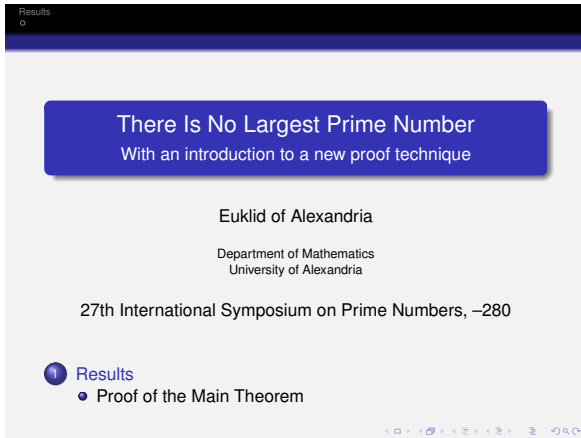 Results
There Is No Largest Prime Number
With an introduction to a new proof technique
Euklid of Alexandria
Department of Mathematics
University of Alexandria
27th International Symposium on Prime Numbers, –280
1 Results
Proof of the Main Theorem